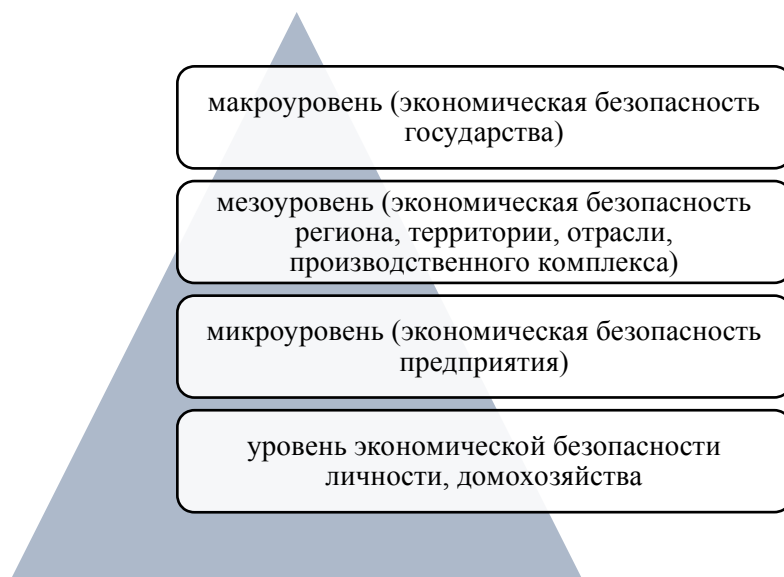 макроуровень (экономическая безопасность
государства)
мезоуровень (экономическая безопасность
региона, территории, отрасли,
производственного комплекса)
микроуровень (экономическая безопасность
предприятия)
уровень экономической безопасности
личности, домохозяйства